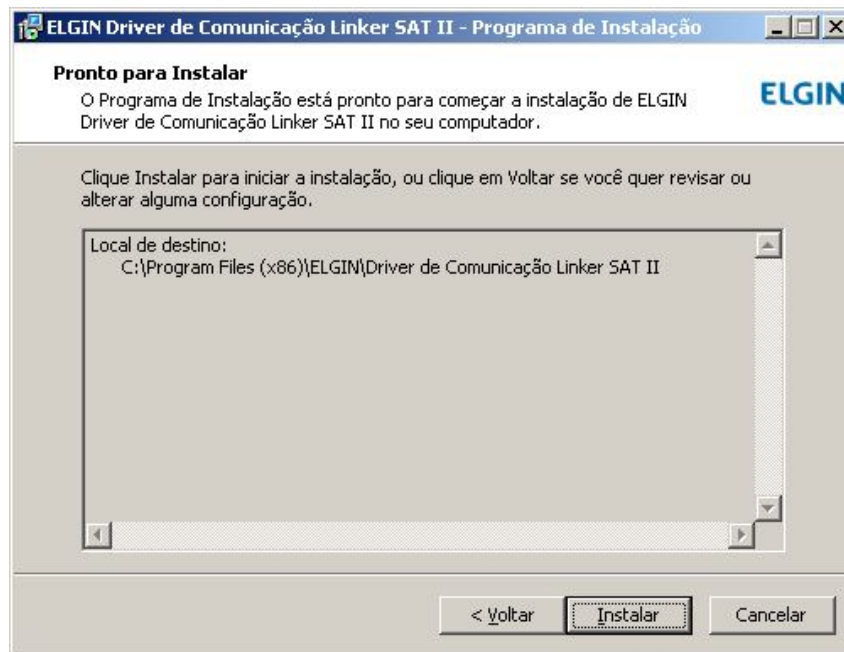 ELGIN Driver de Comunicação Linker SAT II - Programa de Instalação
Pronto para Instalar
O Programa de Instalação está pronto para começar a instalação de ELGIN
Driver de Comunicação Linker SAT II no seu computador.
ELGIN
Clique Instalar para iniciar a instalação, ou clique em Voltar se você quer revisar ou
alterar alguma configuração.
Local de destino:
C:\Program Files (x86)\ELGIN\Driver de Comunicação Linker SAT II
< Voltar
Instalar
Cancelar